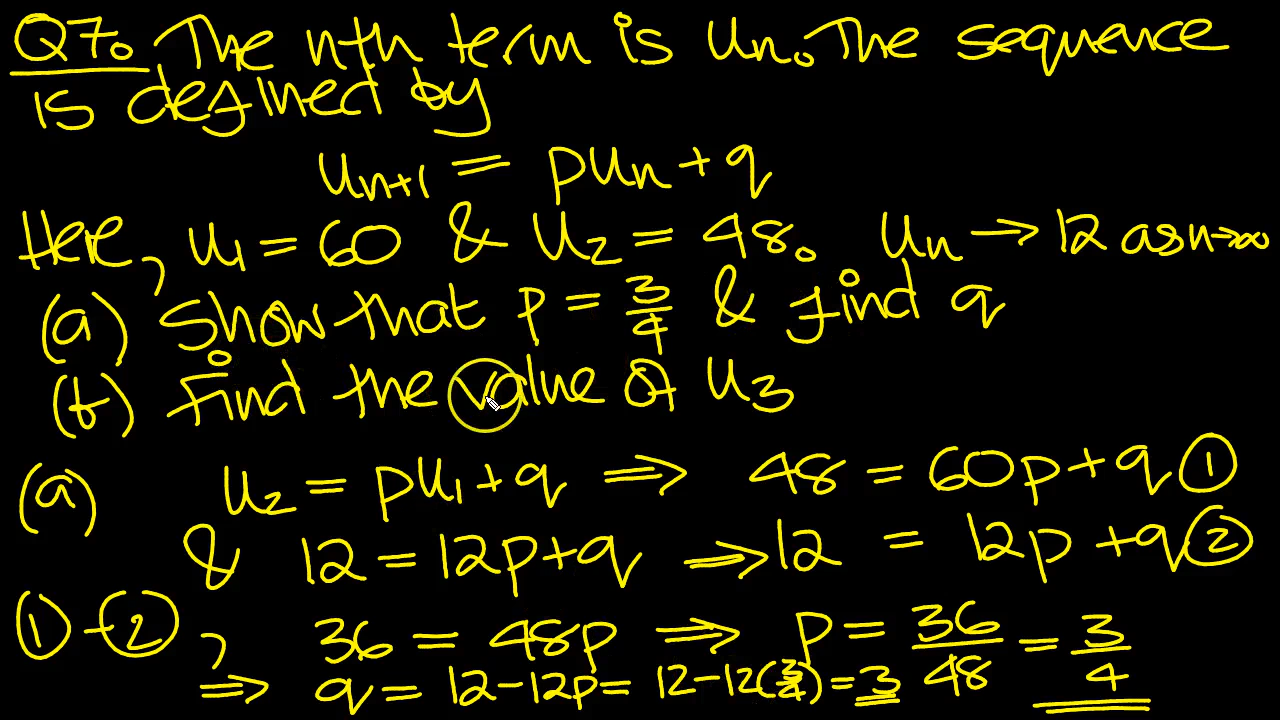 Q7. The nth term is Un. The sequence
is defined by
Un+1 = pUn + q
Here, U1 = 60 & U2 = 48. Un → 12 as n→∞
(a) Show that p = 3/4 & find q
(b) Find the value of U3
(a) U2 = pU1 + q ⟹ 48 = 60p + q ①
& 12 = 12p + q ⟹ 12 = 12p + q ②
① - ② , 36 = 48p ⟹ p = 36/48 = 3/4
⟹ q = 12 - 12p = 12 - 12(3/4) = 3